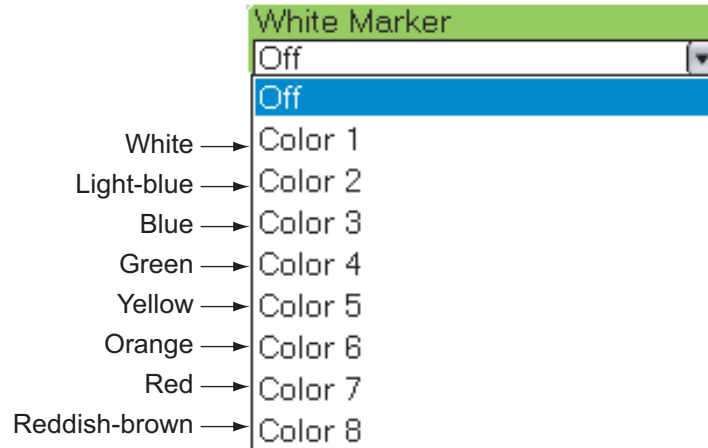 White Marker
Off
Off
White Color 1
Light-blue Color 2
Blue Color 3
Green Color 4
Yellow Color 5
Orange Color 6
Red Color 7
Reddish-brown Color 8